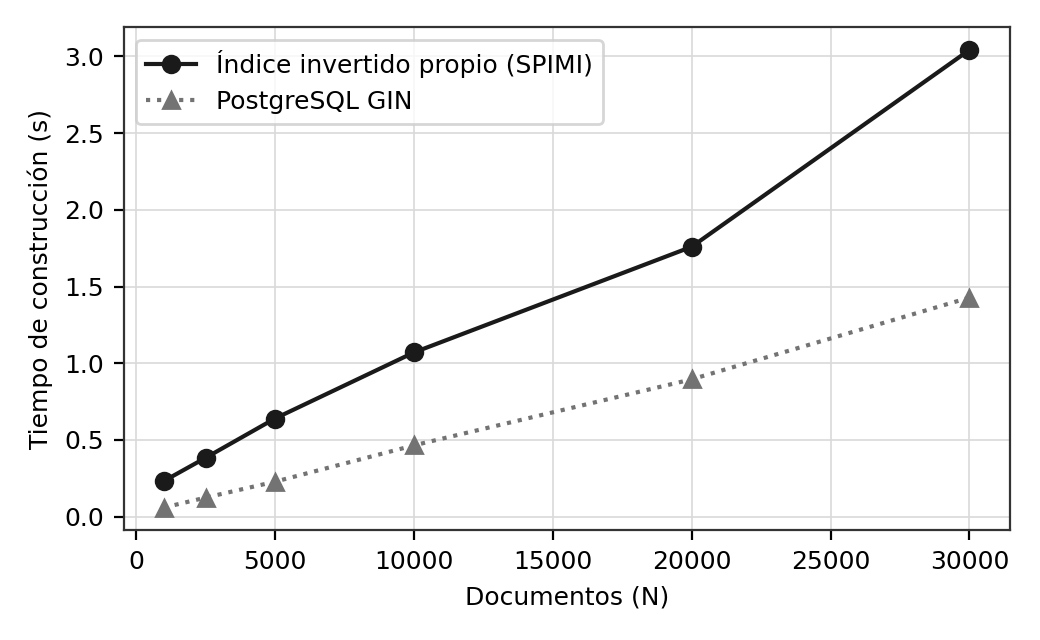 Índice invertido propio (SPIMI)
PostgreSQL GIN
Tiempo de construcción (s)
3.0
2.5
2.0
1.5
1.0
0.5
0.0
0 5000 10000 15000 20000 25000 30000
Documentos (N)